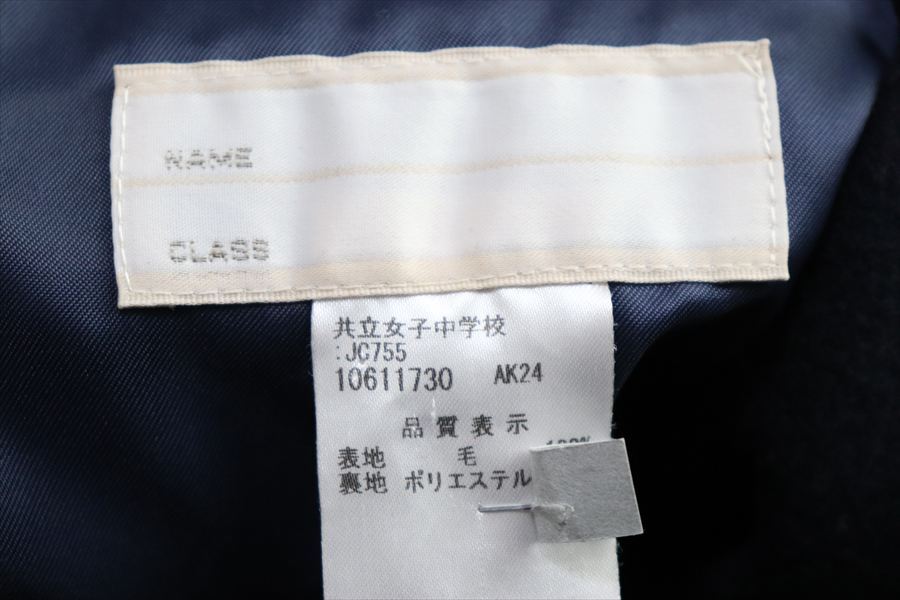 NAME
CLASS
共立女子中学校
:JC755
10611730 AK24
品質表示
表地 毛
裏地 ポリエステル